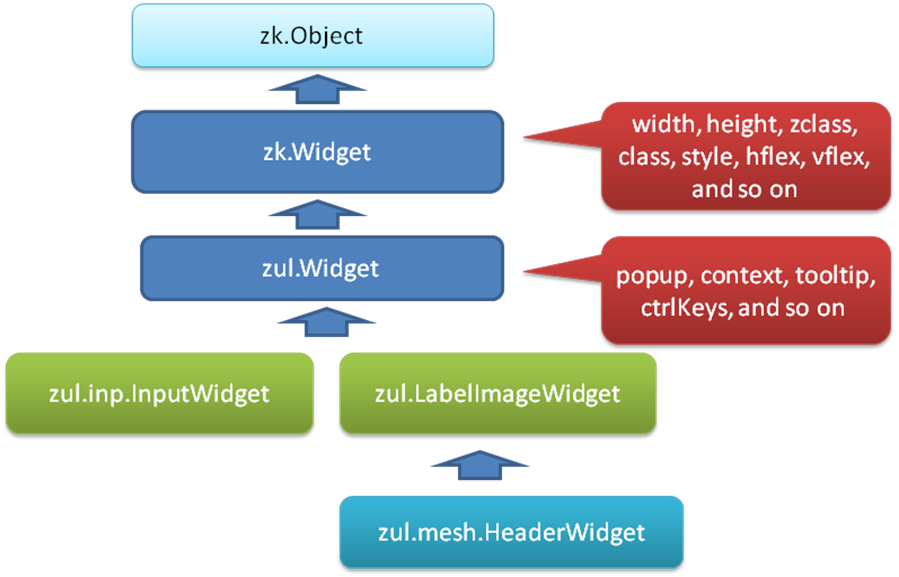 zk.Object
zk.Widget
width, height, zclass,
class, style, hflex, vflex,
and so on
zul.Widget
popup, context, tooltip,
ctrlKeys, and so on
zul.inp.InputWidget
zul.LabelImageWidget
zul.mesh.HeaderWidget